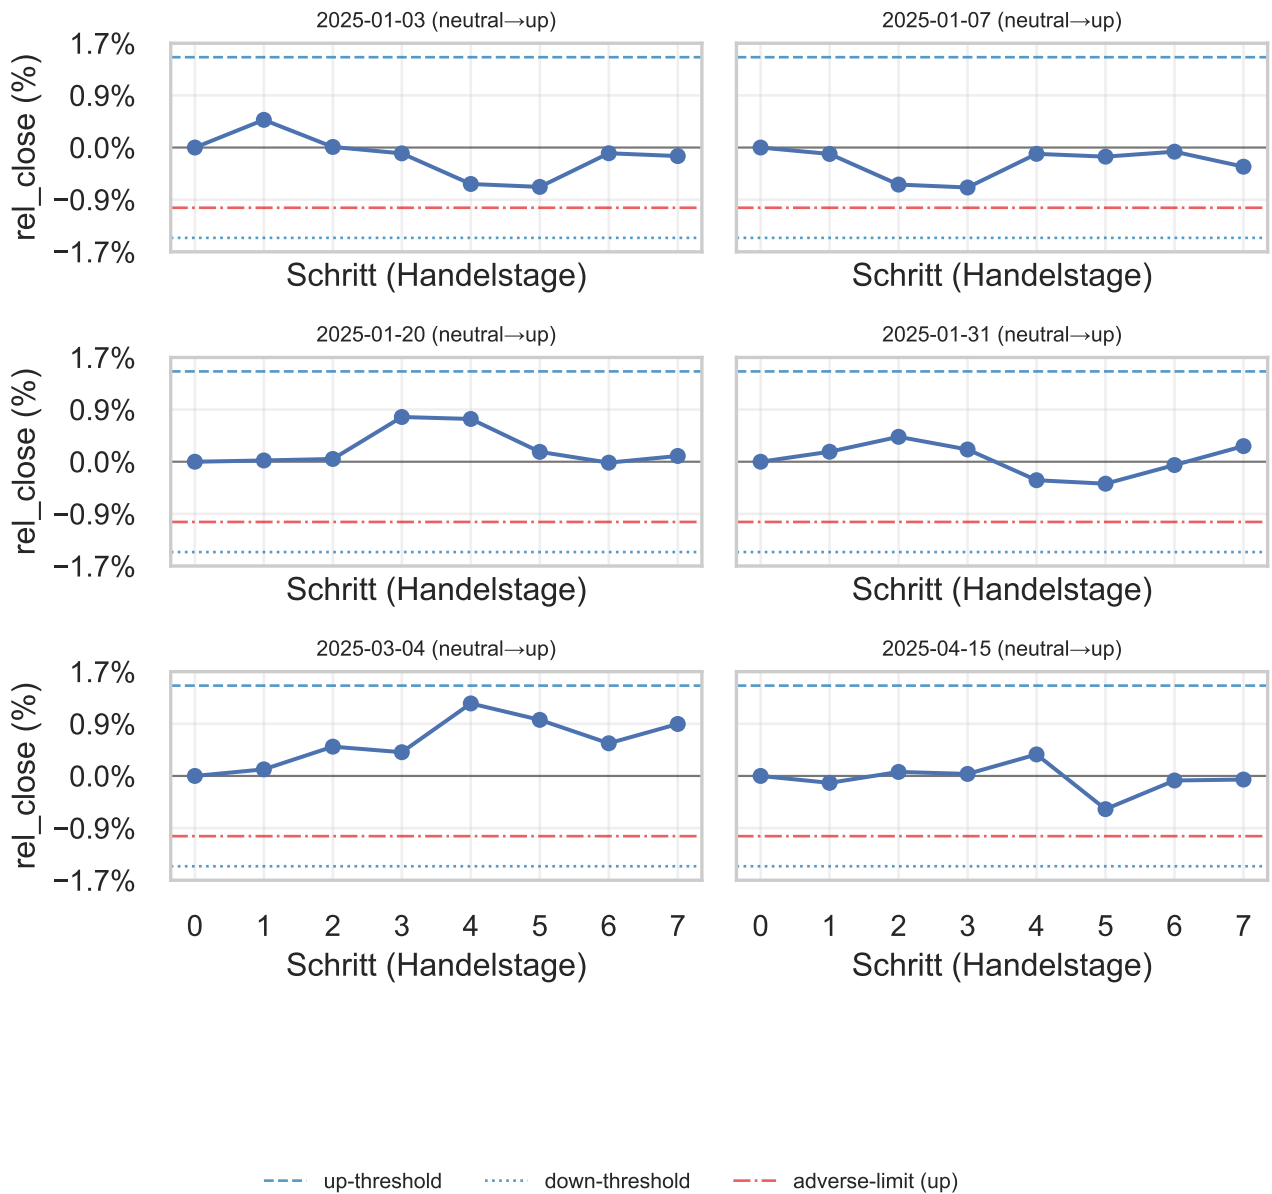 2025-01-03 (neutral→up)
2025-01-07 (neutral→up)
rel_close (%)
1.7%
0.9%
0.0%
−0.9%
−1.7%
Schritt (Handelstage)
Schritt (Handelstage)
2025-01-20 (neutral→up)
2025-01-31 (neutral→up)
rel_close (%)
1.7%
0.9%
0.0%
−0.9%
−1.7%
Schritt (Handelstage)
Schritt (Handelstage)
2025-03-04 (neutral→up)
2025-04-15 (neutral→up)
rel_close (%)
1.7%
0.9%
0.0%
−0.9%
−1.7%
0 1 2 3 4 5 6 7
0 1 2 3 4 5 6 7
Schritt (Handelstage)
Schritt (Handelstage)
up-threshold
down-threshold
adverse-limit (up)